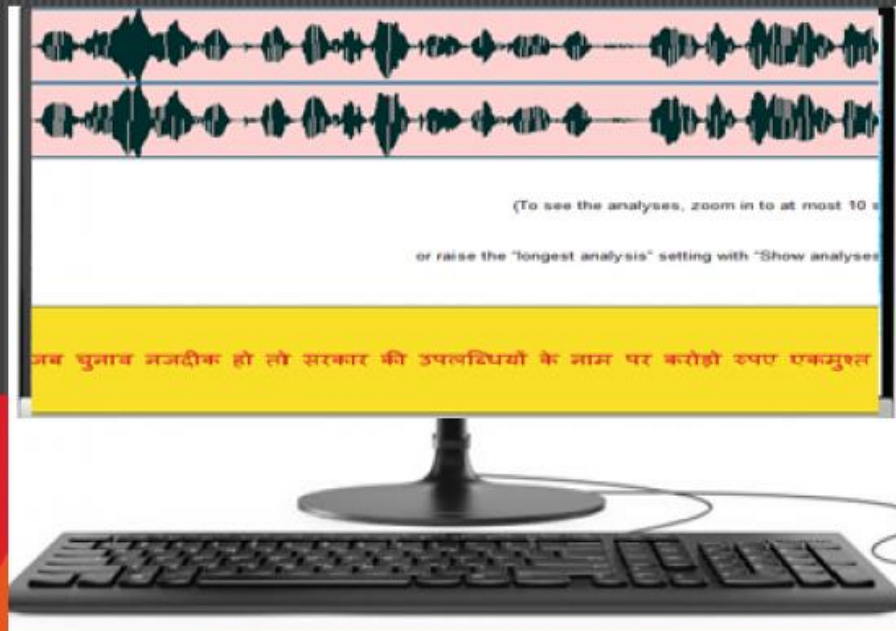 (To see the analyses, zoom in to at most 10 s
or raise the "longest analysis" setting with "Show analyses
जब चुनाव नजदीक हो तो सरकार की उपलब्धियों के नाम पर करोड़ो रुपए एकमुश्त